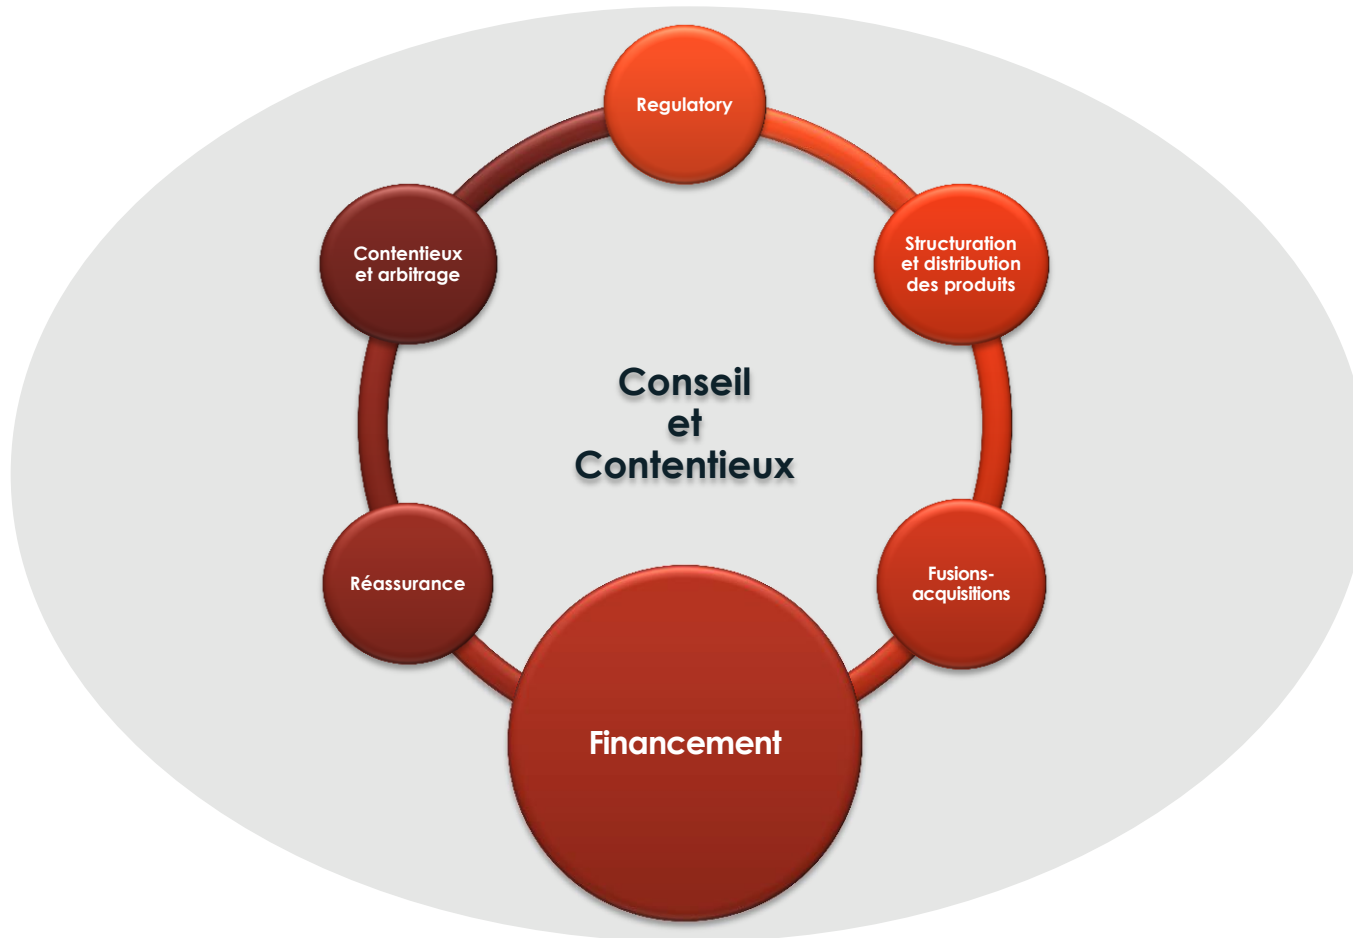 Regulatory
Structuration
et distribution
des produits
Contentieux
et arbitrage
Conseil
et
Contentieux
Fusions-
acquisitions
Réassurance
Financement